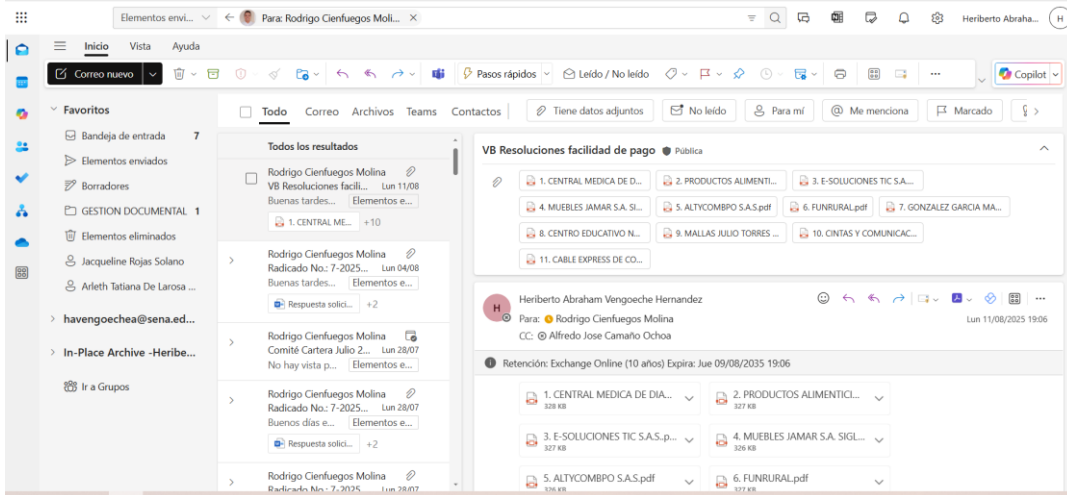 Elementos envi...
Para: Rodrigo Cienfuegos Moli...
Heriberto Abraha...
H
Inicio Vista Ayuda
Correo nuevo
Pasos rápidos
Leído / No leído
Copilot
Favoritos
Bandeja de entrada 7
Elementos enviados
Borradores
GESTION DOCUMENTAL 1
Elementos eliminados
Jacqueline Rojas Solano
Arleth Tatiana De Larosa ...
havengoechea@sena.ed...
In-Place Archive -Heribe...
Ir a Grupos
Todo Correo Archivos Teams Contactos
Tiene datos adjuntos
No leído
Para mí
Me menciona
Marcado
Todos los resultados
Rodrigo Cienfuegos Molina
VB Resoluciones facili... Lun 11/08
Buenas tardes... Elementos e...
1. CENTRAL ME... +10
Rodrigo Cienfuegos Molina
Radicado No.: 7-2025... Lun 04/08
Buenas tardes... Elementos e...
Respuesta solici... +2
Rodrigo Cienfuegos Molina
Comité Cartera Julio 2... Lun 28/07
No hay vista p... Elementos e...
Rodrigo Cienfuegos Molina
Radicado No.: 7-2025... Lun 28/07
Buenos días e... Elementos e...
Respuesta solici... +2
Rodrigo Cienfuegos Molina
Radicado No.: 7-2025... Lun 28/07
VB Resoluciones facilidad de pago Pública
1. CENTRAL MEDICA DE D...
2. PRODUCTOS ALIMENTI...
3. E-SOLUCIONES TIC S.A....
4. MUEBLES JAMAR S.A. SI...
5. ALTYCOMBPO S.A.S.pdf
6. FUNRURAL.pdf
7. GONZALEZ GARCIA MA...
8. CENTRO EDUCATIVO N...
9. MALLAS JULIO TORRES ...
10. CINTAS Y COMUNICAC...
11. CABLE EXPRESS DE CO...
H
Heriberto Abraham Vengoeche Hernandez
Para: Rodrigo Cienfuegos Molina
CC: Alfredo Jose Camaño Ochoa
Lun 11/08/2025 19:06
Retención: Exchange Online (10 años) Expira: Jue 09/08/2035 19:06
1. CENTRAL MEDICA DE DIA...
328 KB
2. PRODUCTOS ALIMENTICI...
327 KB
3. E-SOLUCIONES TIC S.A.S..p...
327 KB
4. MUEBLES JAMAR S.A. SIGL...
326 KB
5. ALTYCOMBPO S.A.S.pdf
326 KB
6. FUNRURAL.pdf
327 KB